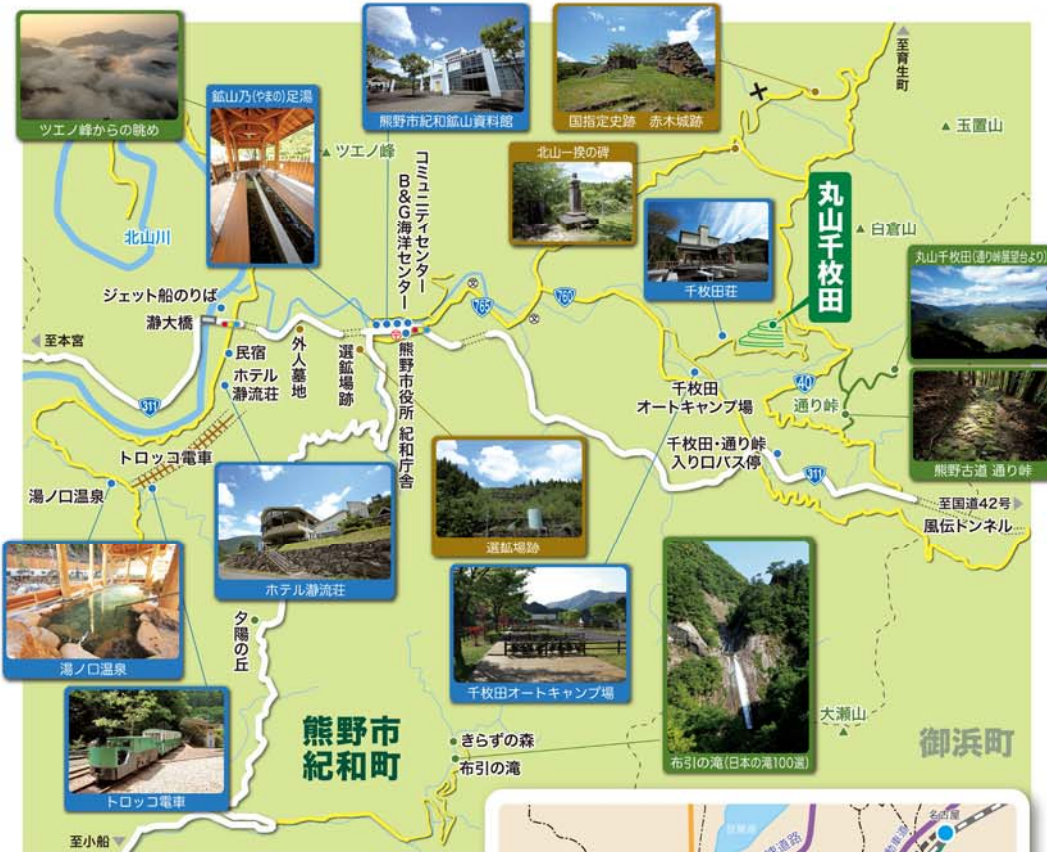 ツエノ峰からの眺め
鉱山乃(やまの)足湯
熊野市紀和鉱山資料館
国指定史跡 赤木城跡
至育生町
玉置山
ツエノ峰
コミュニティセンター
B&G海洋センター
北山一揆の碑
丸山千枚田
白倉山
北山川
千枚田荘
丸山千枚田(通り峠展望台より)
ジェット船のりば
瀞大橋
765
760
至本宮
外人墓地
選鉱場跡
熊野市役所 紀和庁舎
民宿
ホテル
瀞流荘
311
千枚田
オートキャンプ場
40
通り峠
千枚田・通り峠
入り口バス停
311
熊野古道 通り峠
トロッコ電車
湯ノ口温泉
至国道42号
風伝トンネル
選鉱場跡
ホテル瀞流荘
湯ノ口温泉
夕陽の丘
千枚田オートキャンプ場
トロッコ電車
熊野市
紀和町
きらずの森
布引の滝
布引の滝(日本の滝100選)
大瀬山
御浜町
至小船
琵琶湖
名古屋